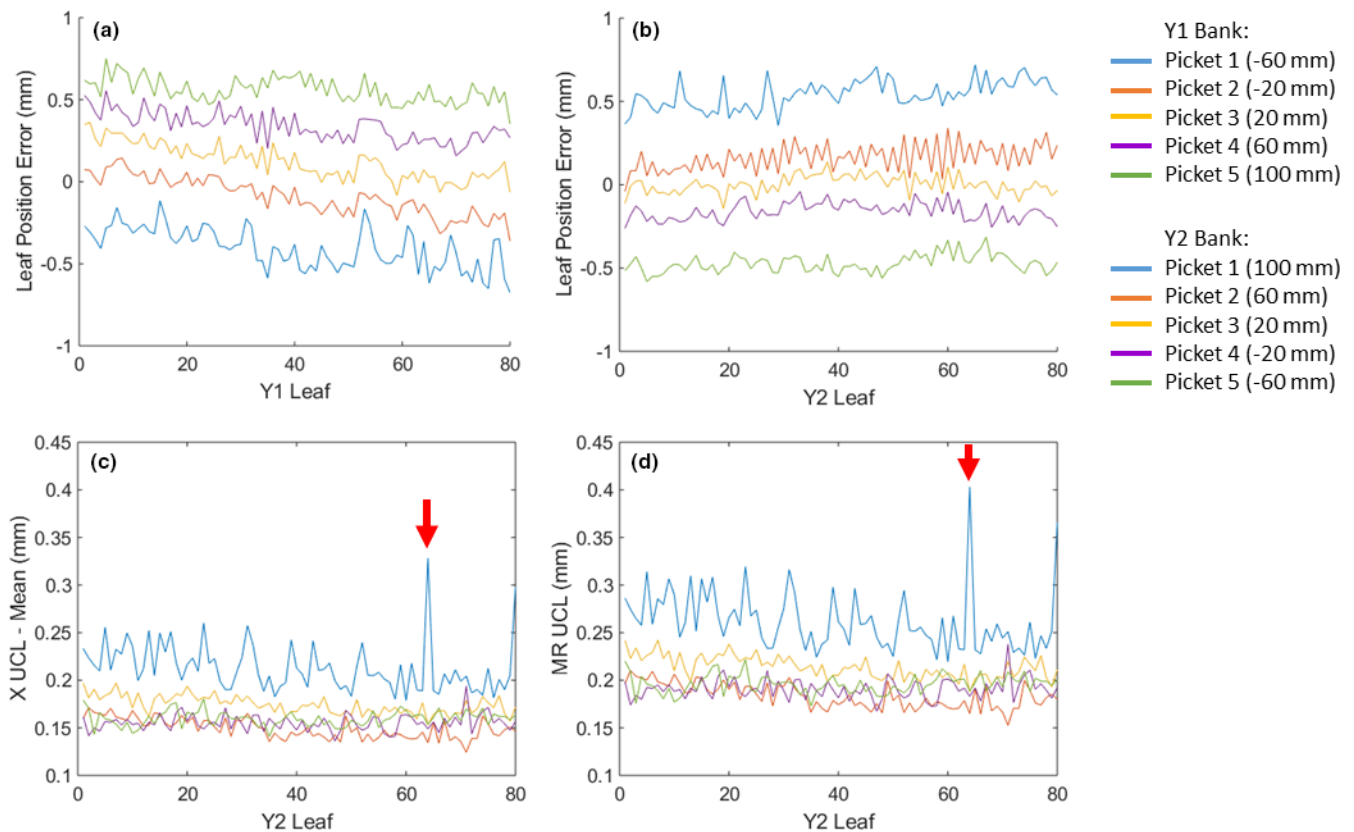 (a)
1
0.5
0
-0.5
-1
Leaf Position Error (mm)
0
20
40
60
80
Y1 Leaf
(b)
1
0.5
0
-0.5
-1
Leaf Position Error (mm)
0
20
40
60
80
Y2 Leaf
Y1 Bank:
Picket 1 (-60 mm)
Picket 2 (-20 mm)
Picket 3 (20 mm)
Picket 4 (60 mm)
Picket 5 (100 mm)
Y2 Bank:
Picket 1 (100 mm)
Picket 2 (60 mm)
Picket 3 (20 mm)
Picket 4 (-20 mm)
Picket 5 (-60 mm)
(c)
0.45
0.4
0.35
0.3
0.25
0.2
0.15
0.1
X UCL - Mean (mm)
0
20
40
60
80
Y2 Leaf
(d)
0.45
0.4
0.35
0.3
0.25
0.2
0.15
0.1
MR UCL (mm)
0
20
40
60
80
Y2 Leaf